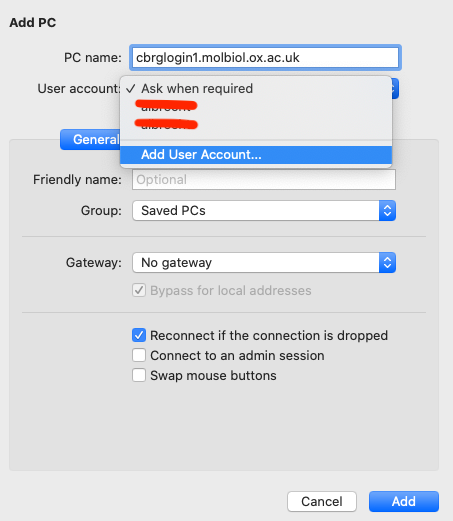 Add PC
PC name: cbrglogin1.molbiol.ox.ac.uk
User account: ✓ Ask when required
Add User Account...
General
Friendly name: Optional
Group: Saved PCs
Gateway: No gateway
Bypass for local addresses
Reconnect if the connection is dropped
Connect to an admin session
Swap mouse buttons
Cancel Add